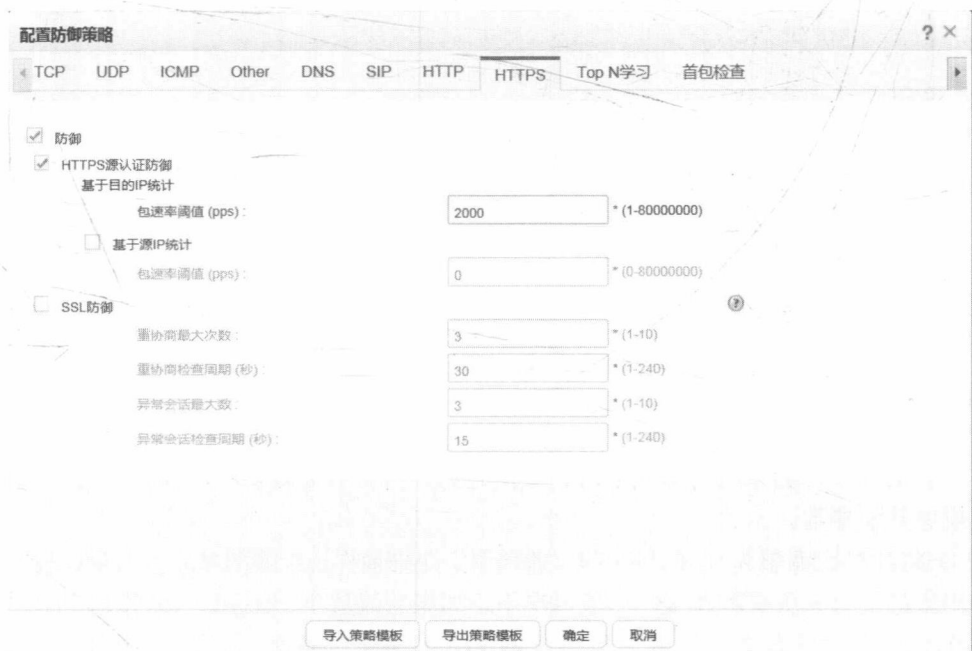 配置防御策略 ? ×
TCP UDP ICMP Other DNS SIP HTTP HTTPS Top N学习 首包检查
防御
HTTPS源认证防御
基于目的IP统计
包速率阈值 (pps) : 2000 * (1-80000000)
基于源IP统计
包速率阈值 (pps) : 0 * (0-80000000)
SSL防御 ?
重协商最大次数 : 3 * (1-10)
重协商检查周期 (秒) : 30 * (1-240)
异常会话最大数 : 3 * (1-10)
异常会话检查周期 (秒) : 15 * (1-240)
导入策略模板 导出策略模板 确定 取消